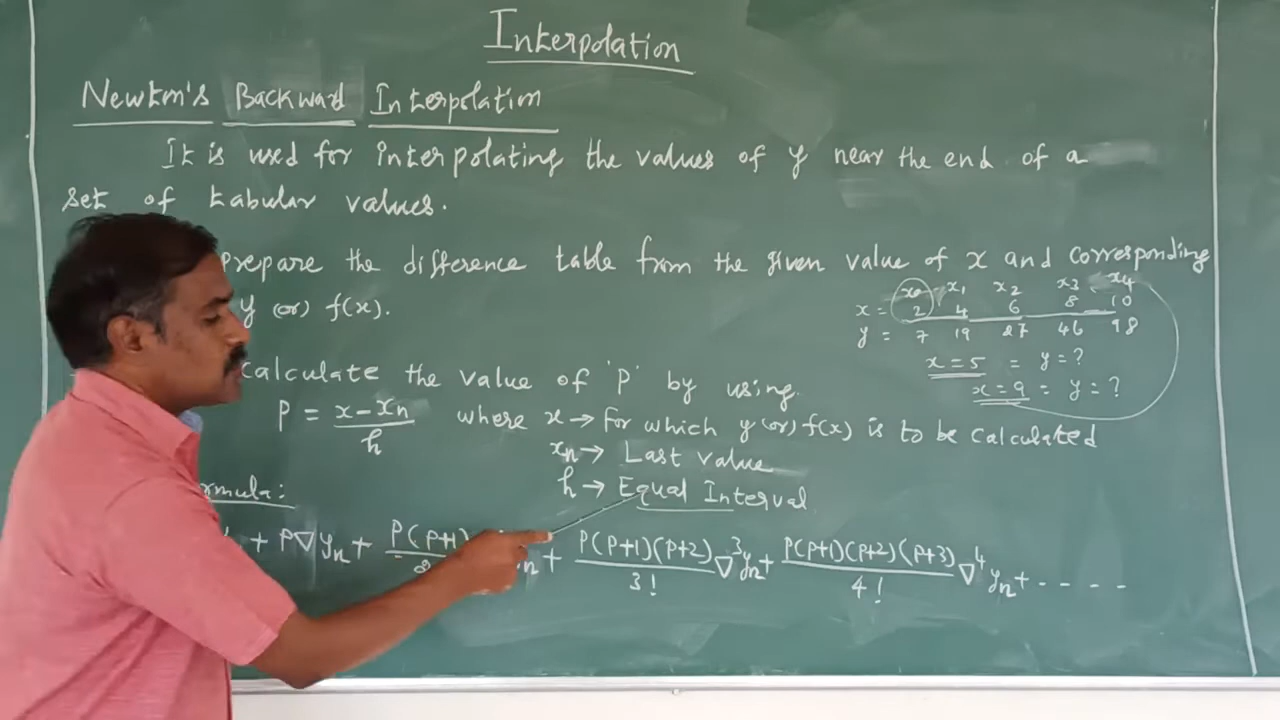 Interpolation
Newton's Backward Interpolation
It is used for interpolating the values of y near the end of a
set of tabular values.
prepare the difference table from the given value of x and corresponding
y (or) f(x).
x0 x1 x2 x3 x4
x = 2 4 6 8 10
y = 7 19 27 46 98
x=5 = y=?
x=9 = y=?
Calculate the value of 'P' by using.
P = x-xn / h where x → for which y (or) f(x) is to be calculated
xn → Last value
h → Equal Interval
+ P∇yn + P(P+1) + P(P+1)(P+2) / 3! ∇³yn + P(P+1)(P+2)(P+3) / 4! ∇⁴yn + - - - -